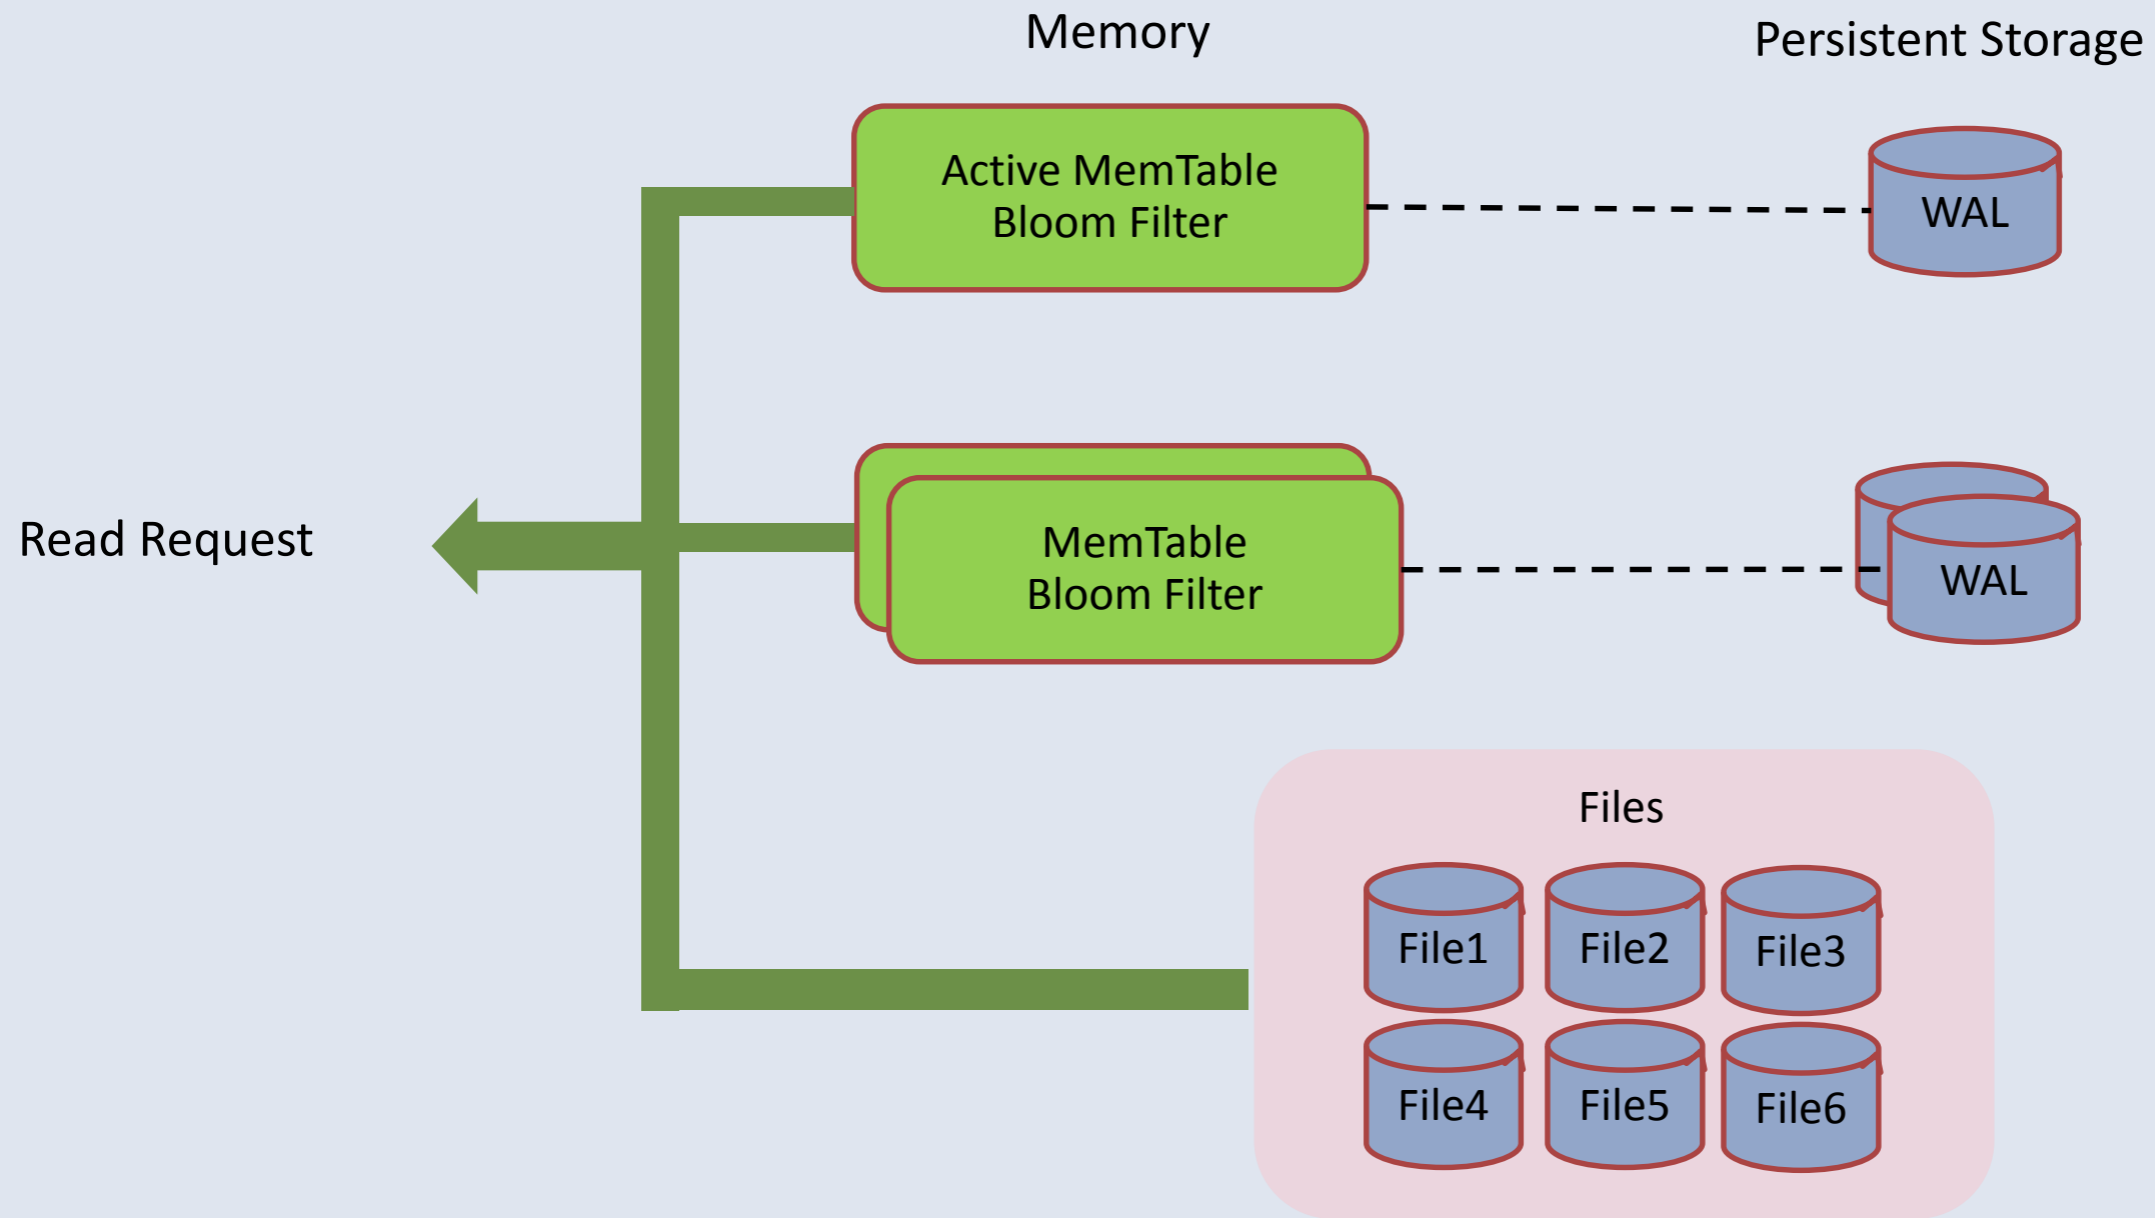 Memory
Persistent Storage
Active MemTable
Bloom Filter
WAL
Read Request
MemTable
Bloom Filter
WAL
Files
File1
File2
File3
File4
File5
File6